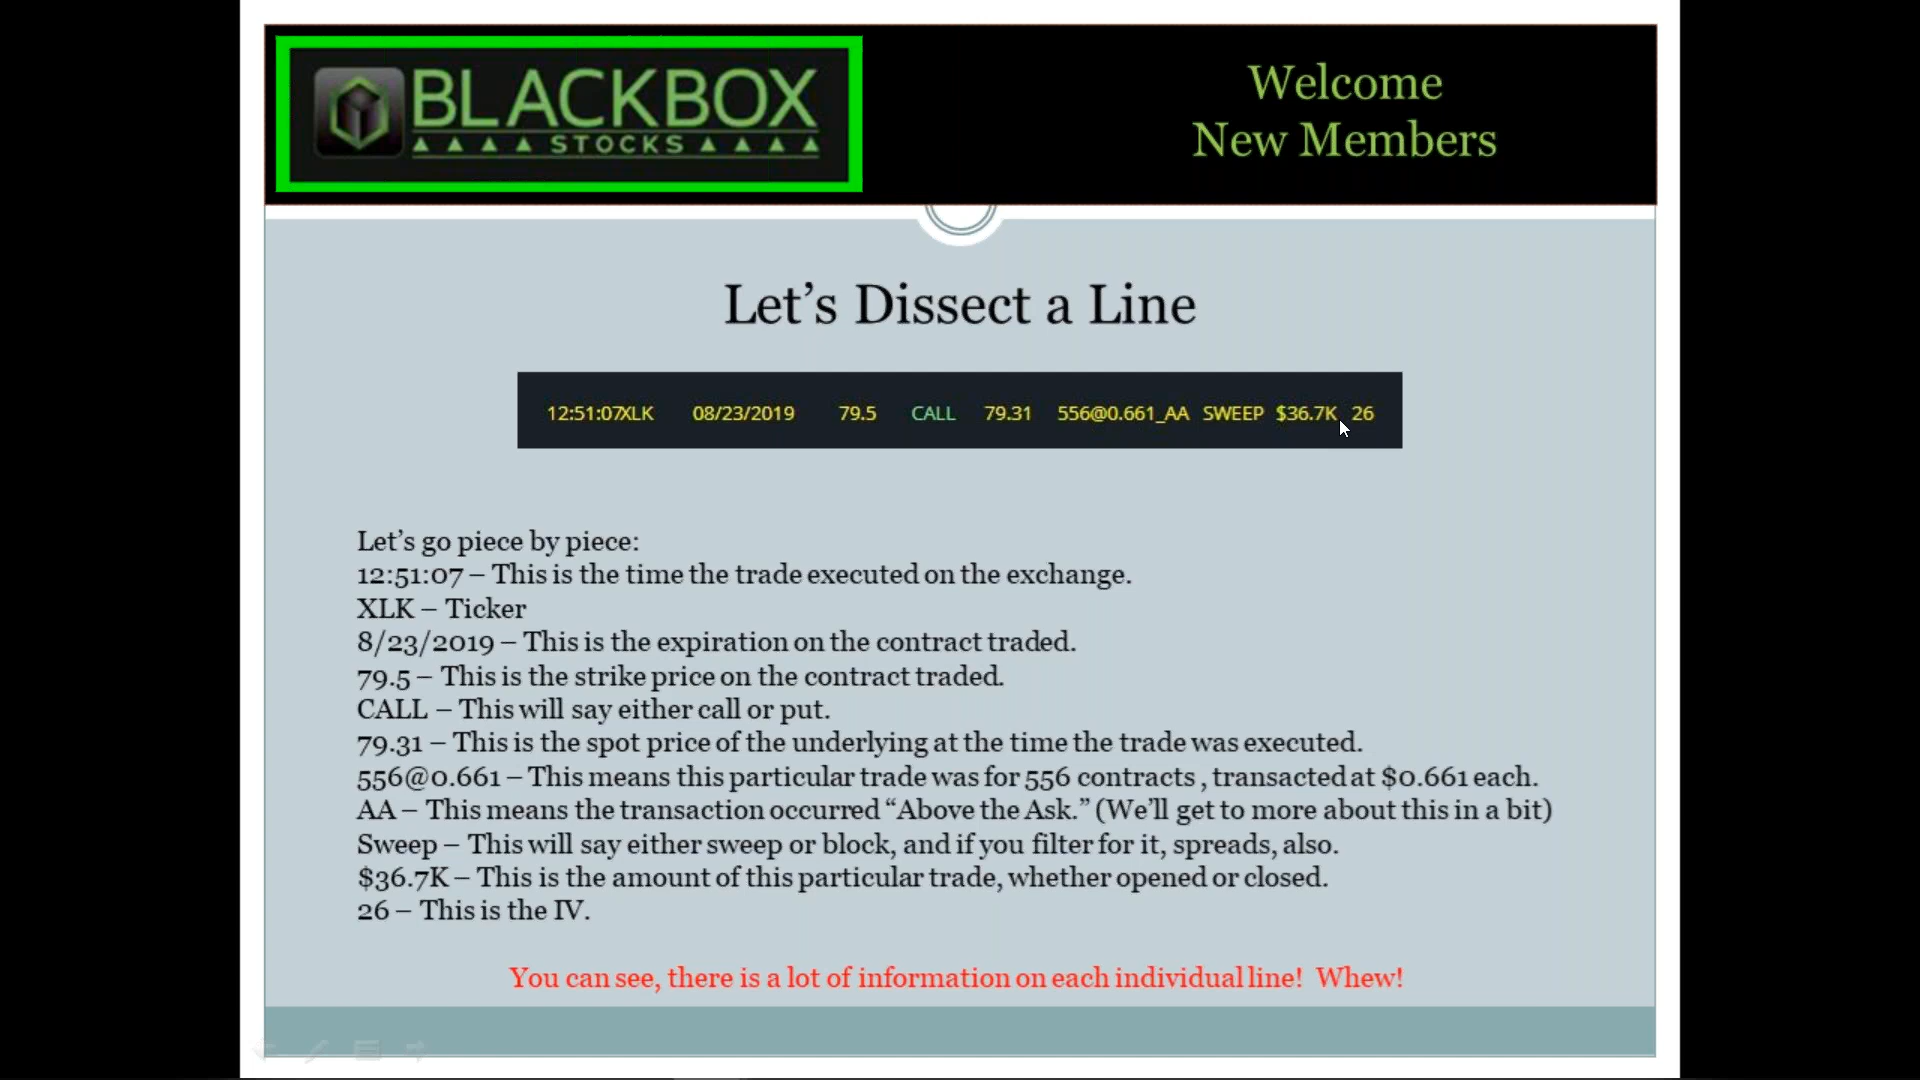 BLACKBOX
STOCKS
Welcome
New Members
Let’s Dissect a Line
12:51:07XLK 08/23/2019 79.5 CALL 79.31 556@0.661_AA SWEEP $36.7K 26
Let’s go piece by piece:
12:51:07 – This is the time the trade executed on the exchange.
XLK – Ticker
8/23/2019 – This is the expiration on the contract traded.
79.5 – This is the strike price on the contract traded.
CALL – This will say either call or put.
79.31 – This is the spot price of the underlying at the time the trade was executed.
556@0.661 – This means this particular trade was for 556 contracts , transacted at $0.661 each.
AA – This means the transaction occurred “Above the Ask.” (We’ll get to more about this in a bit)
Sweep – This will say either sweep or block, and if you filter for it, spreads, also.
$36.7K – This is the amount of this particular trade, whether opened or closed.
26 – This is the IV.
You can see, there is a lot of information on each individual line! Whew!